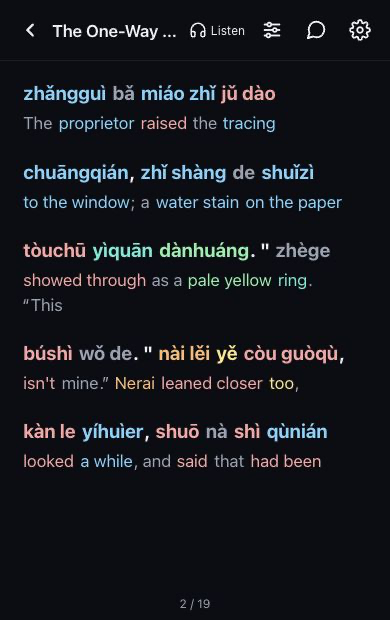 The One-Way ... Listen
zhǎngguì bǎ miáo zhǐ jǔ dào
The proprietor raised the tracing
chuāngqián, zhǐ shàng de shuǐzì
to the window; a water stain on the paper
tòuchū yìquān dànhuáng. " zhège
showed through as a pale yellow ring.
“This
búshì wǒ de. " nài lěi yě còu guòqù,
isn't mine.” Nerai leaned closer too,
kàn le yíhuìer, shuō nà shì qùnián
looked a while, and said that had been
2 / 19